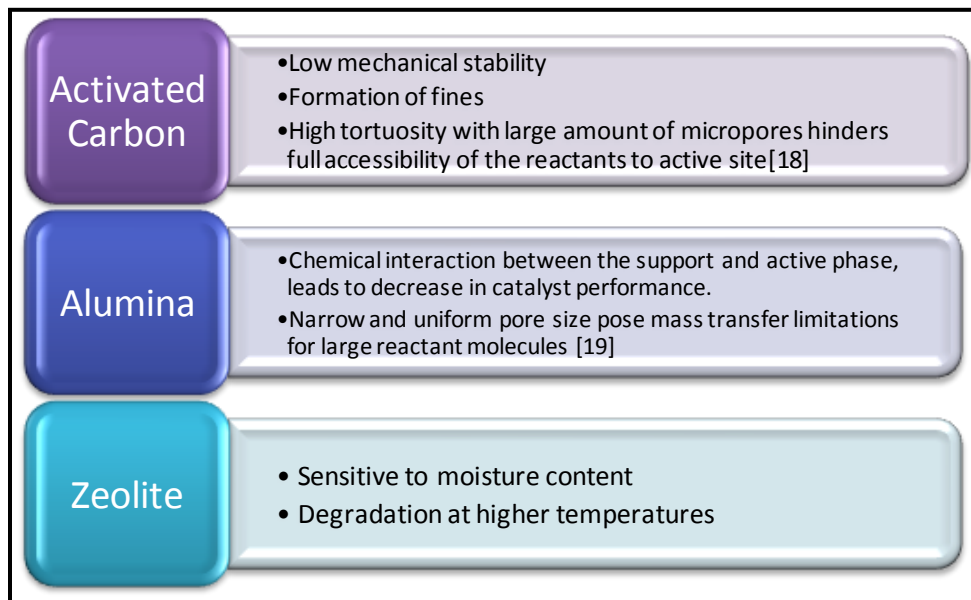 Activated
Carbon
•Low mechanical stability
•Formation of fines
•High tortuosity with large amount of micropores hinders
full accessibility of the reactants to active site[18]
Alumina
•Chemical interaction between the support and active phase,
leads to decrease in catalyst performance.
•Narrow and uniform pore size pose mass transfer limitations
for large reactant molecules [19]
Zeolite
• Sensitive to moisture content
• Degradation at higher temperatures